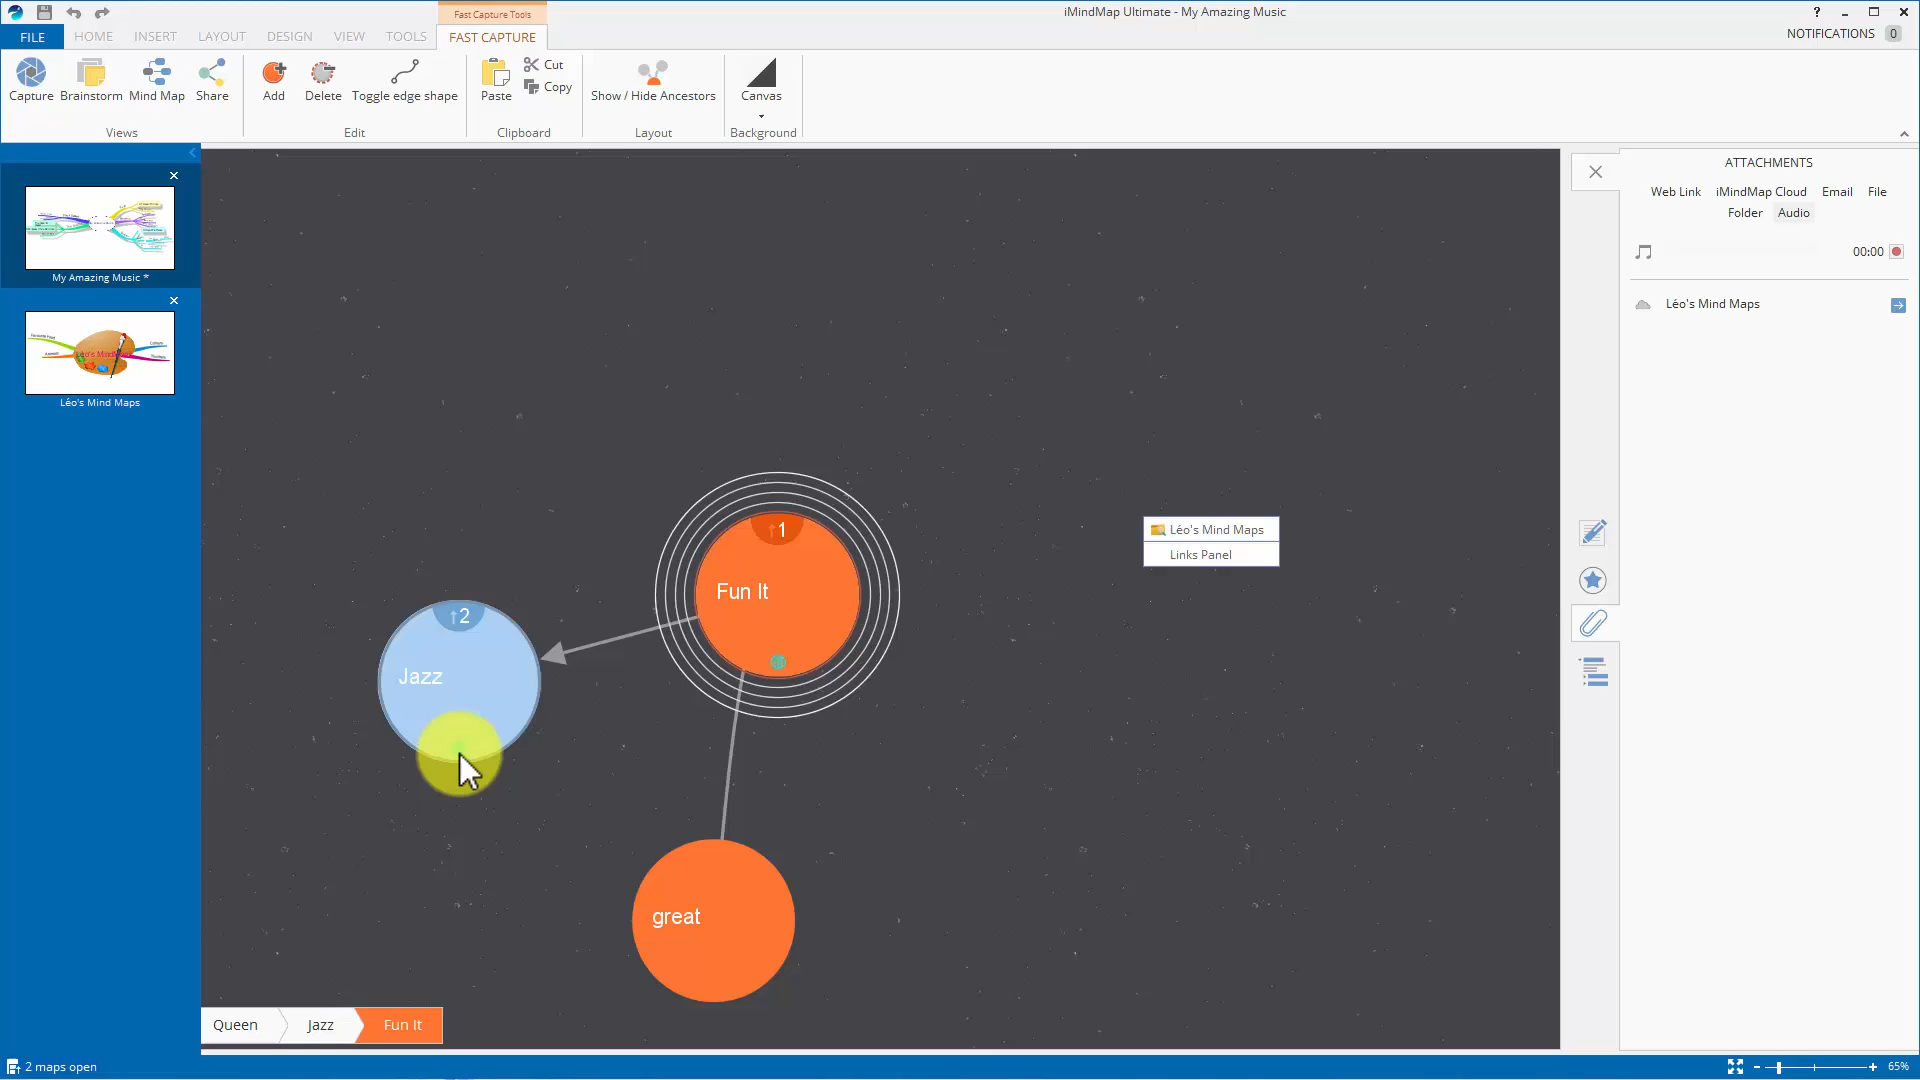 Fast Capture Tools
iMindMap Ultimate - My Amazing Music
?
FILE HOME INSERT LAYOUT DESIGN VIEW TOOLS FAST CAPTURE
NOTIFICATIONS 0
Capture Brainstorm Mind Map Share
Views
Add Delete Toggle edge shape
Edit
Paste
Cut
Copy
Clipboard
Show / Hide Ancestors
Layout
Canvas
Background
My Amazing Music *
Léo's Mind Maps
↑1
Fun It
↑2
Jazz
great
Léo's Mind Maps
Links Panel
Queen Jazz Fun It
ATTACHMENTS
Web Link iMindMap Cloud Email File
Folder Audio
00:00
Léo's Mind Maps
2 maps open
65%